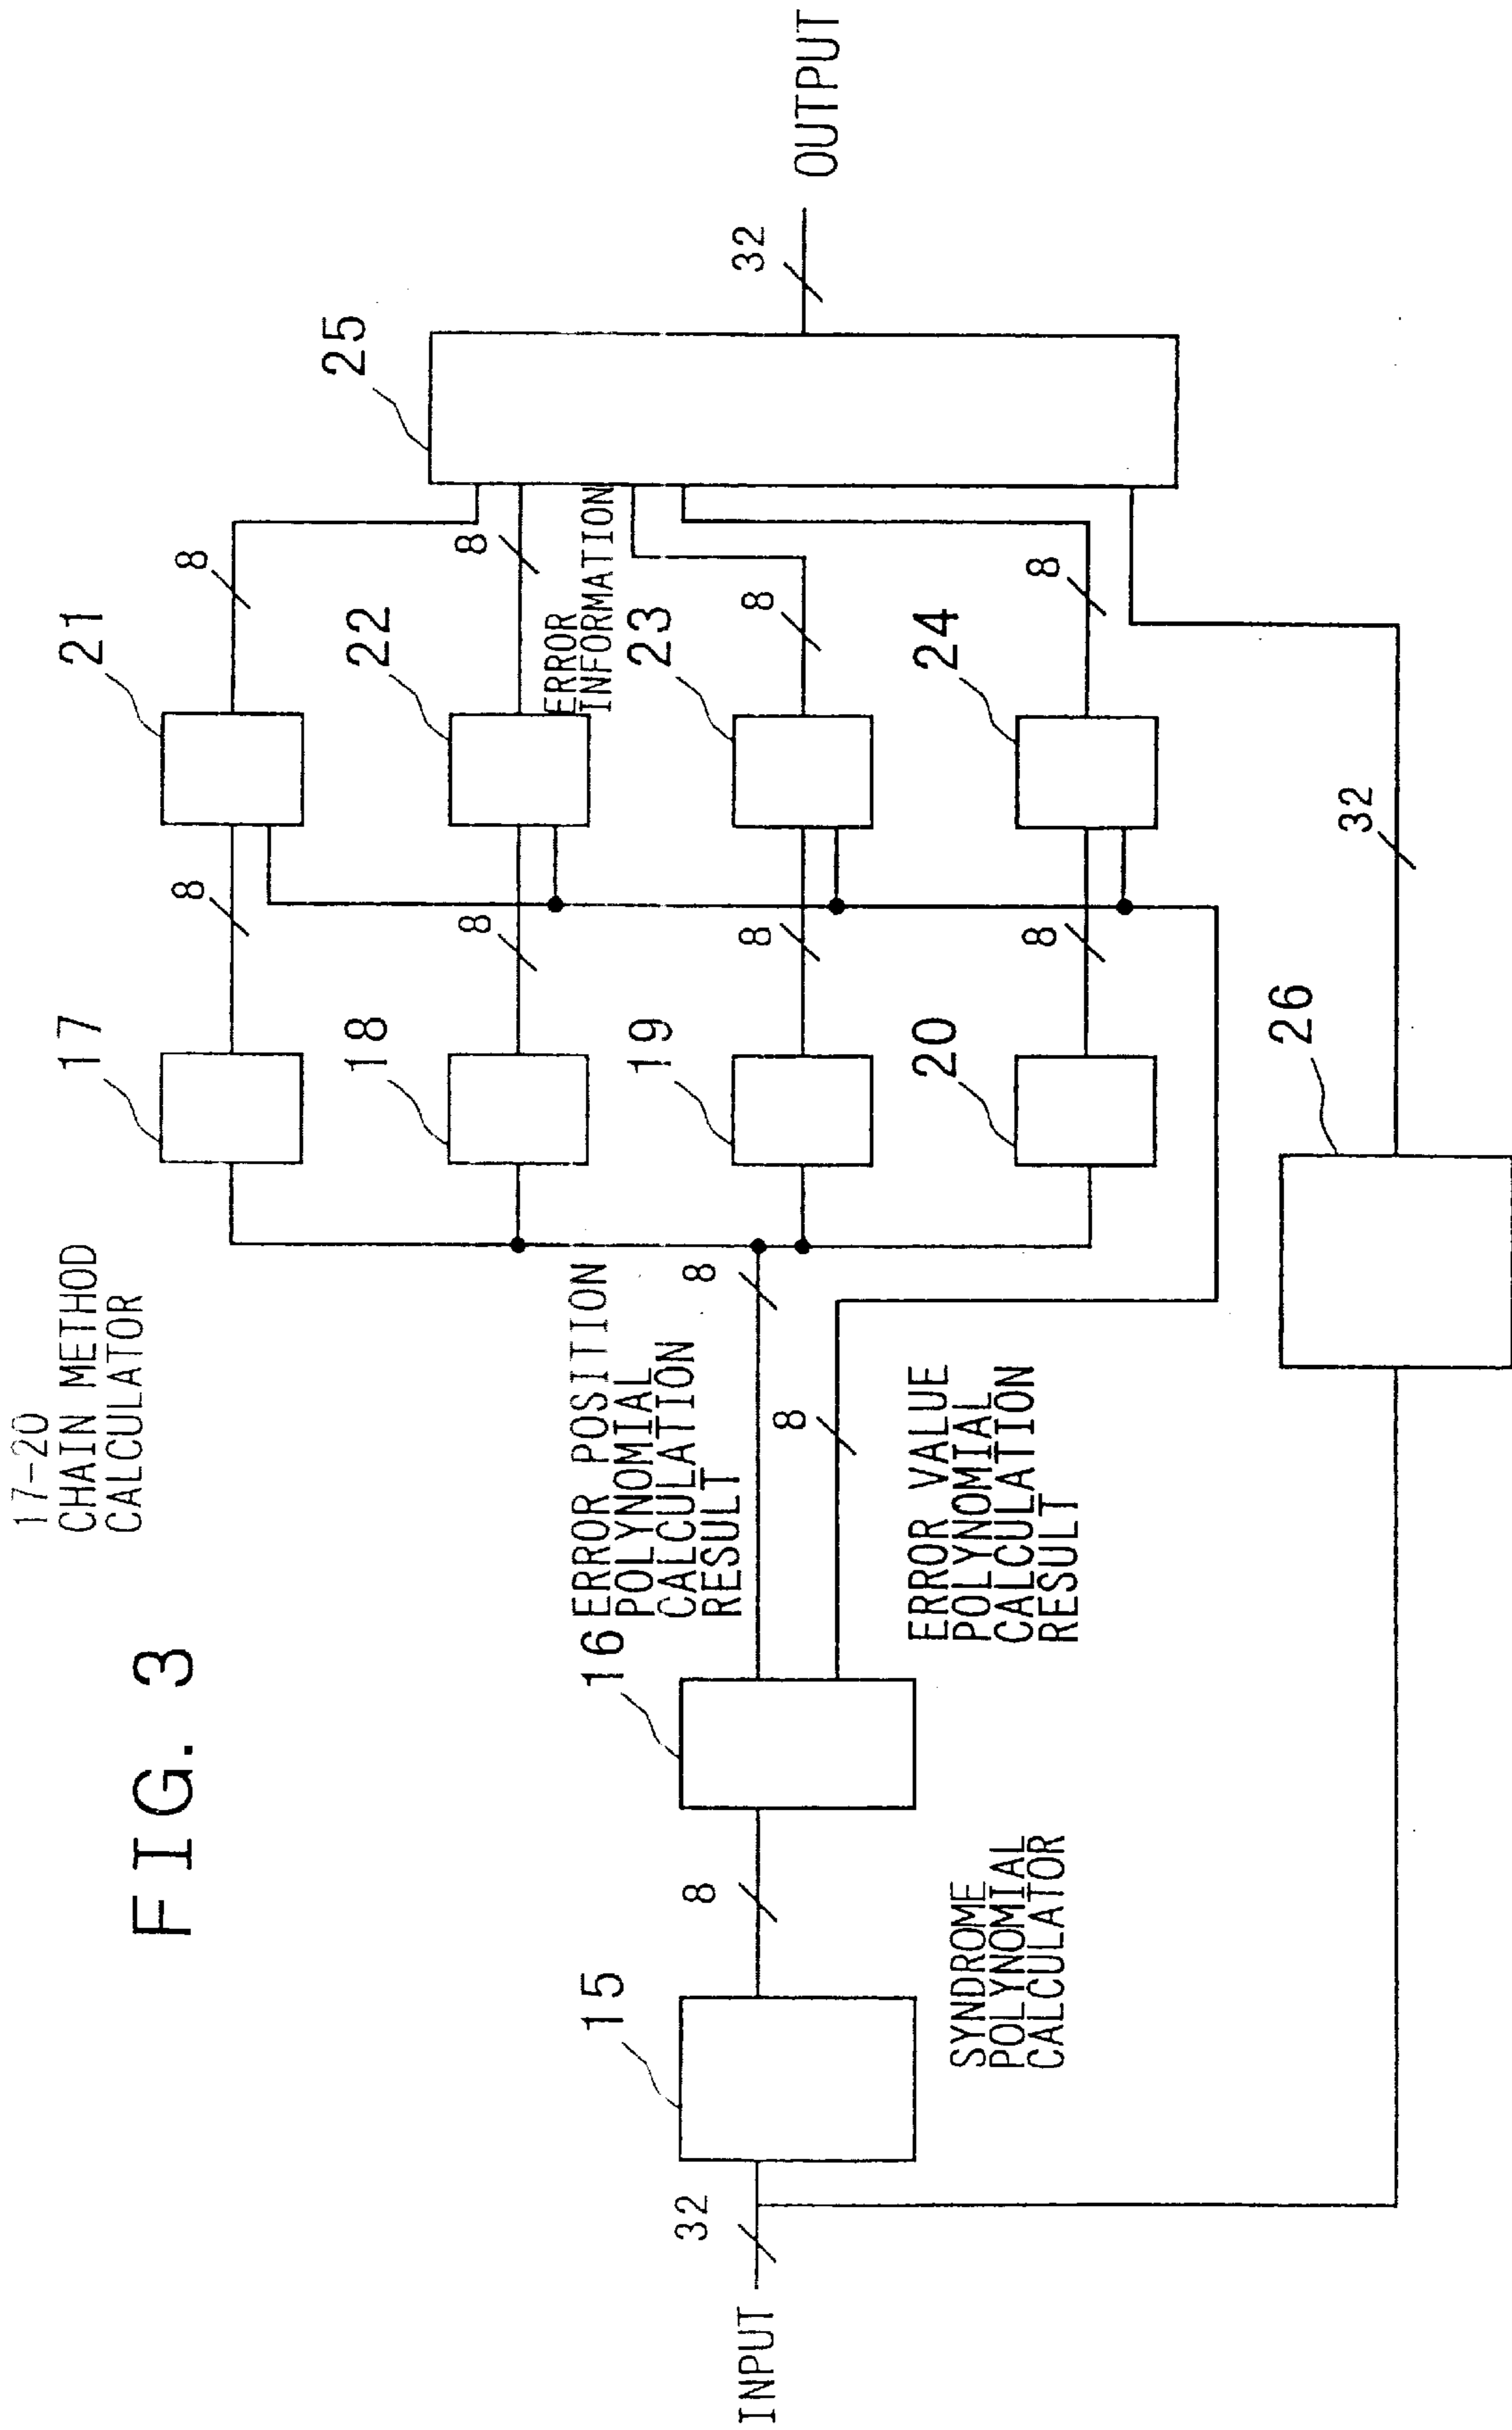 FIG. 3
17-20
CHAIN METHOD
CALCULATOR
INPUT
32
15
SYNDROME
POLYNOMIAL
CALCULATOR
8
16
ERROR POSITION
POLYNOMIAL
CALCULATION
RESULT
8
8
ERROR VALUE
POLYNOMIAL
CALCULATION
RESULT
17
18
19
20
8
8
8
8
21
22
23
24
8
8
8
8
ERROR
INFORMATION
25
26
32
32
OUTPUT